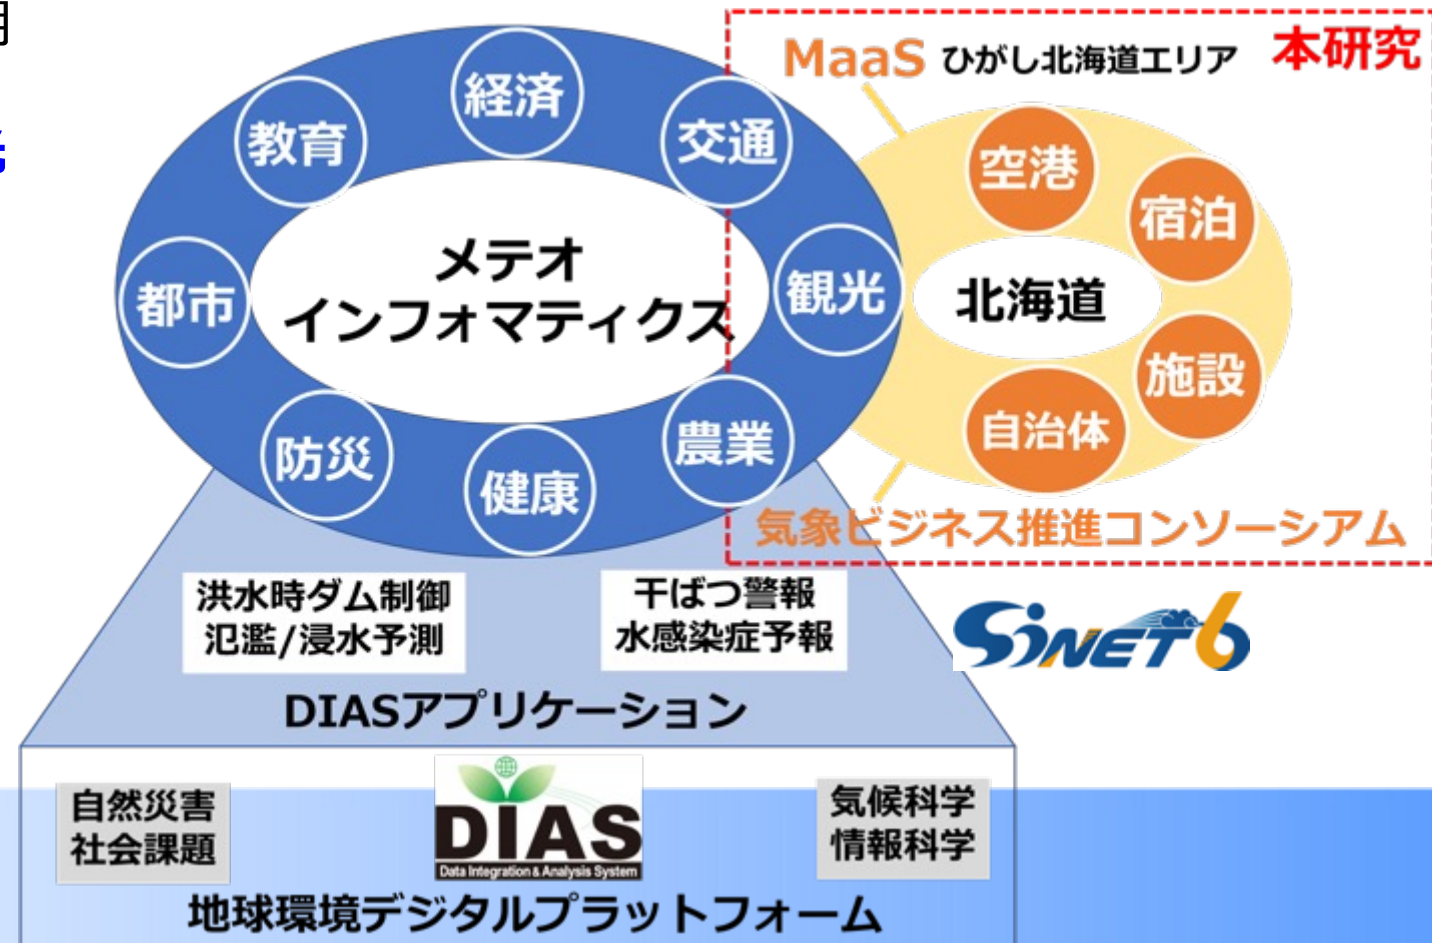 MaaS ひがし北海道エリア 本研究
経済
教育
交通
空港
宿泊
メテオ
インフォマティクス
都市
観光
北海道
施設
自治体
防災
健康
農業
気象ビジネス推進コンソーシアム
洪水時ダム制御
氾濫/浸水予測
干ばつ警報
水感染症予報
SINET6
DIASアプリケーション
自然災害
社会課題
DIAS
Data Integration & Analysis System
気候科学
情報科学
地球環境デジタルプラットフォーム